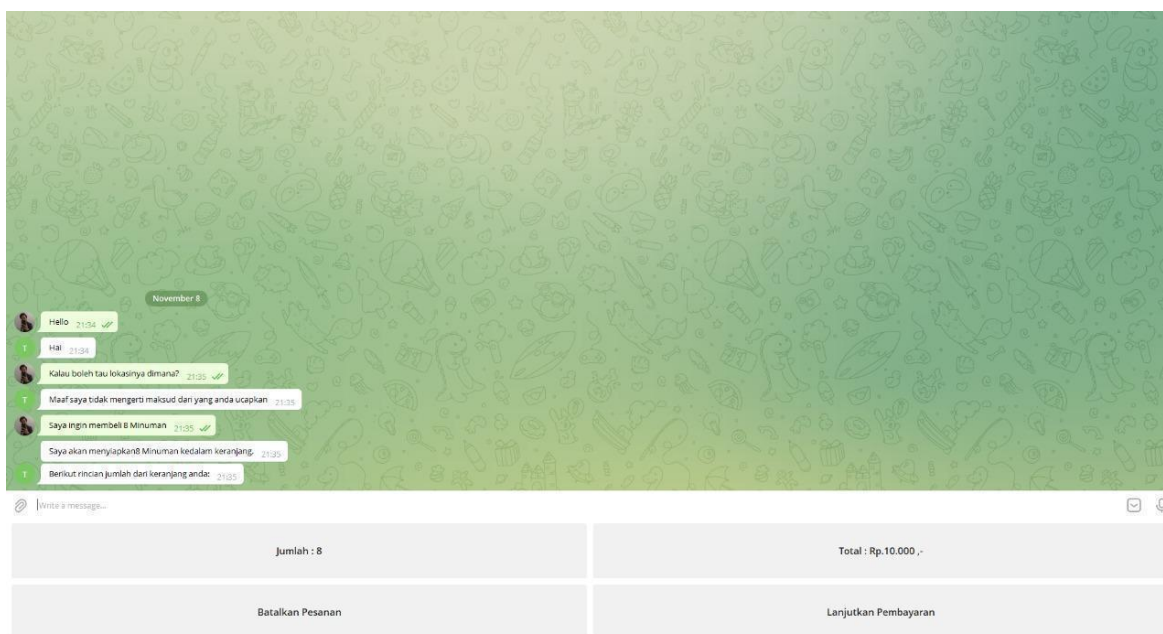 November 8
Hello 21:34
T Hai 21:34
Kalau boleh tau lokasinya dimana? 21:35
T Maaf saya tidak mengerti maksud dari yang anda ucapkan 21:35
Saya ingin membeli 8 Minuman 21:35
Saya akan menyiapkan8 Minuman kedalam keranjang. 21:35
T Berikut rincian jumlah dari keranjang anda: 21:35
Write a message...
Jumlah : 8
Total : Rp.10.000 ,-
Batalkan Pesanan
Lanjutkan Pembayaran